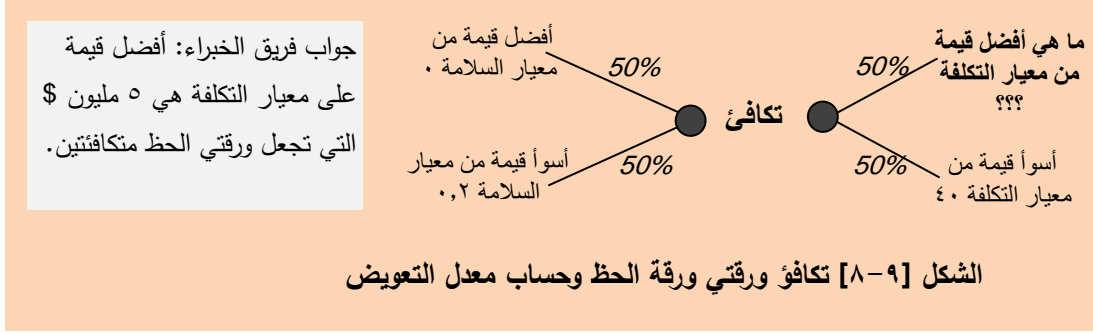 ما هي أفضل قيمة
من معيار التكلفة
؟؟؟
50%
أسوأ قيمة من
معيار التكلفة ٤٠
50%
تكافئ
أفضل قيمة من
معيار السلامة ٠
50%
أسوأ قيمة من معيار
السلامة ٠,٢
50%
جواب فريق الخبراء: أفضل قيمة
على معيار التكلفة هي ٥ مليون $
التي تجعل ورقتي الحظ متكافئتين.
الشكل [٩-٨] تكافؤ ورقتي ورقة الحظ وحساب معدل التعويض